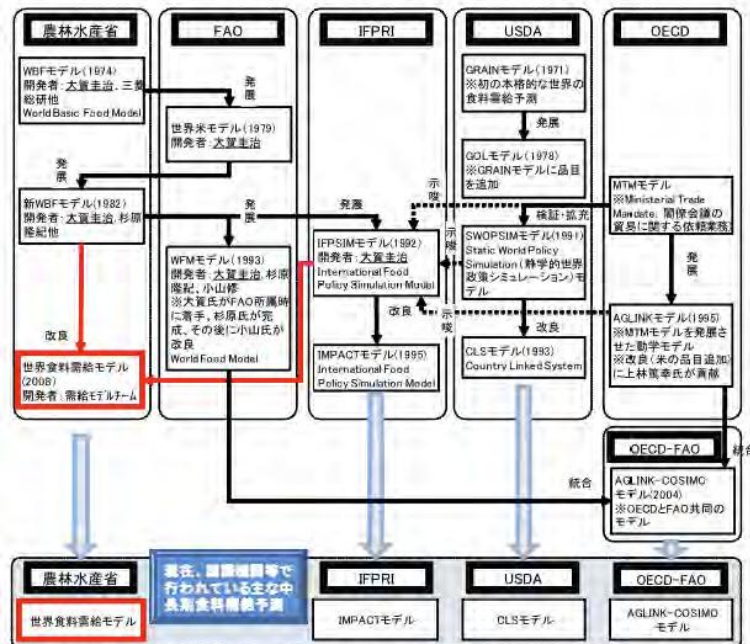 農林水産省
FAO
IFPRI
USDA
OECD
WBFモデル(1974)
開発者:大賀圭治、三菱
総研他
World Basic Food Model
発展
世界米モデル(1979)
開発者:大賀圭治
発展
新WBFモデル(1982)
開発者:大賀圭治、杉原
隆紀他
発展
発展
WFMモデル(1993)
開発者:大賀圭治、杉原
隆紀、小山修
※大賀氏がFAO所属時
に着手、杉原氏が完
成、その後に小山氏が
改良
World Food Model
改良
世界食料需給モデル
(2008)
開発者:需給モデルチーム
IFPSIMモデル(1992)
開発者:大賀圭治
International Food
Policy Simulation Model
改良
IMPACTモデル(1995)
International Food
Policy Simulation Model
GRAINモデル(1971)
※初の本格的な世界の
食料需給予測
発展
GOLモデル(1978)
※GRAINモデルに品目
を追加
示唆
示唆
示唆
検証・拡充
SWOPSIMモデル(1991)
Static World Policy
Simulation(静学的世界
政策シミュレーション)モ
デル
改良
CLSモデル(1993)
Country Linked System
MTMモデル
※Ministerial Trade
Mandate、閣僚会議の
貿易に関する依頼業務)
発展
AGLINKモデル(1995)
※MTMモデルを発展さ
せた動学モデル
※改良(米の品目追加)
に上林篤幸氏が貢献
統合
統合
OECD-FAO
AGLINK-COSIMO
モデル(2004)
※OECDとFAO共同の
モデル
現在、諸機関等で
行われている主な中
長期食料需給予測
農林水産省
IFPRI
USDA
OECD-FAO
世界食料需給モデル
IMPACTモデル
CLSモデル
AGLINK-COSIMO
モデル